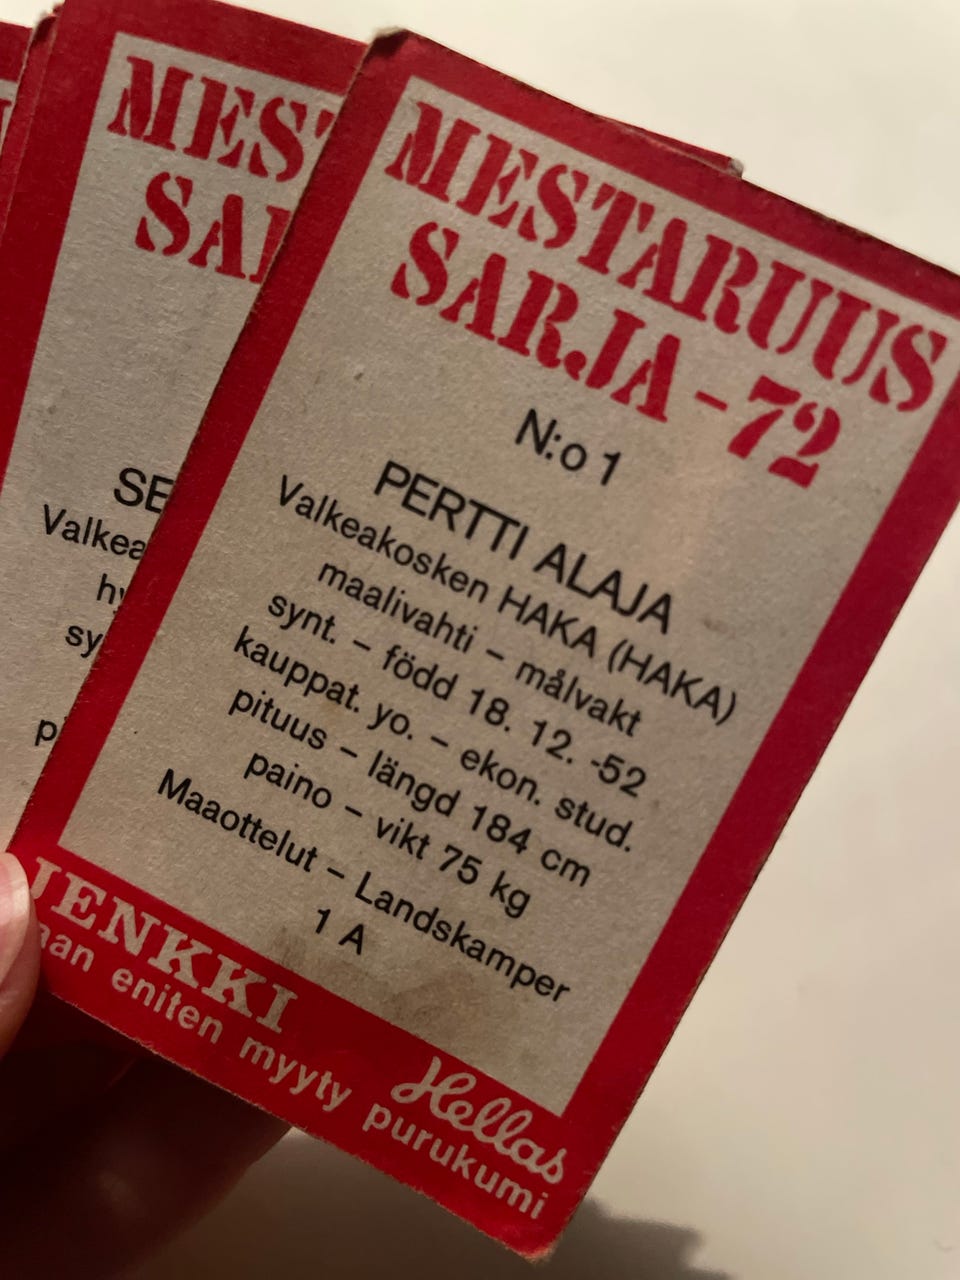 MESTARUUS
SARJA - 72
N:o 1
PERTTI ALAJA
Valkeakosken HAKA (HAKA)
maalivahti – målvakt
synt. – född 18. 12. -52
kauppat. yo. – ekon. stud.
pituus – längd 184 cm
paino – vikt 75 kg
Maaottelut – Landskamper
1 A
JENKKI
eniten myyty purukumi
Hellas
MES
SAR
SE
Valkea